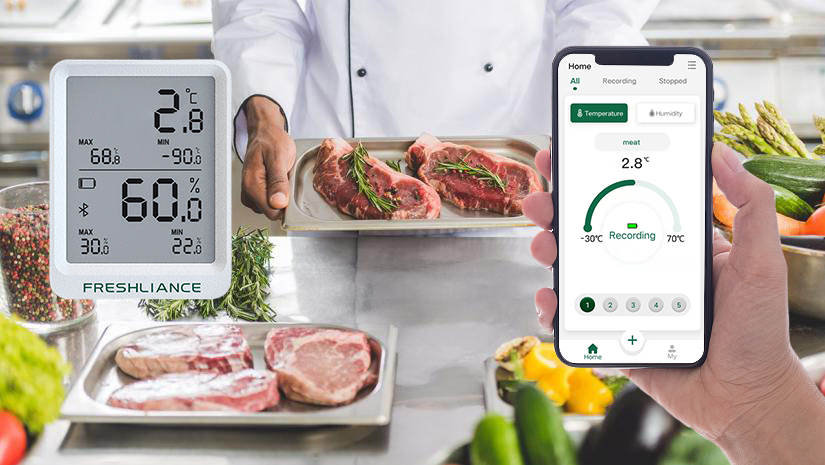 2.8 ℃
MAX MIN
68.8 ℃ -90.0 ℃
60.0 %
MAX MIN
30.0 ℃ 22.0 ℃
FRESHLIANCE
Home
All Recording Stopped
Temperature Humidity
meat
2.8 ℃
-30℃ Recording 70℃
1 2 3 4 5
+
Home My